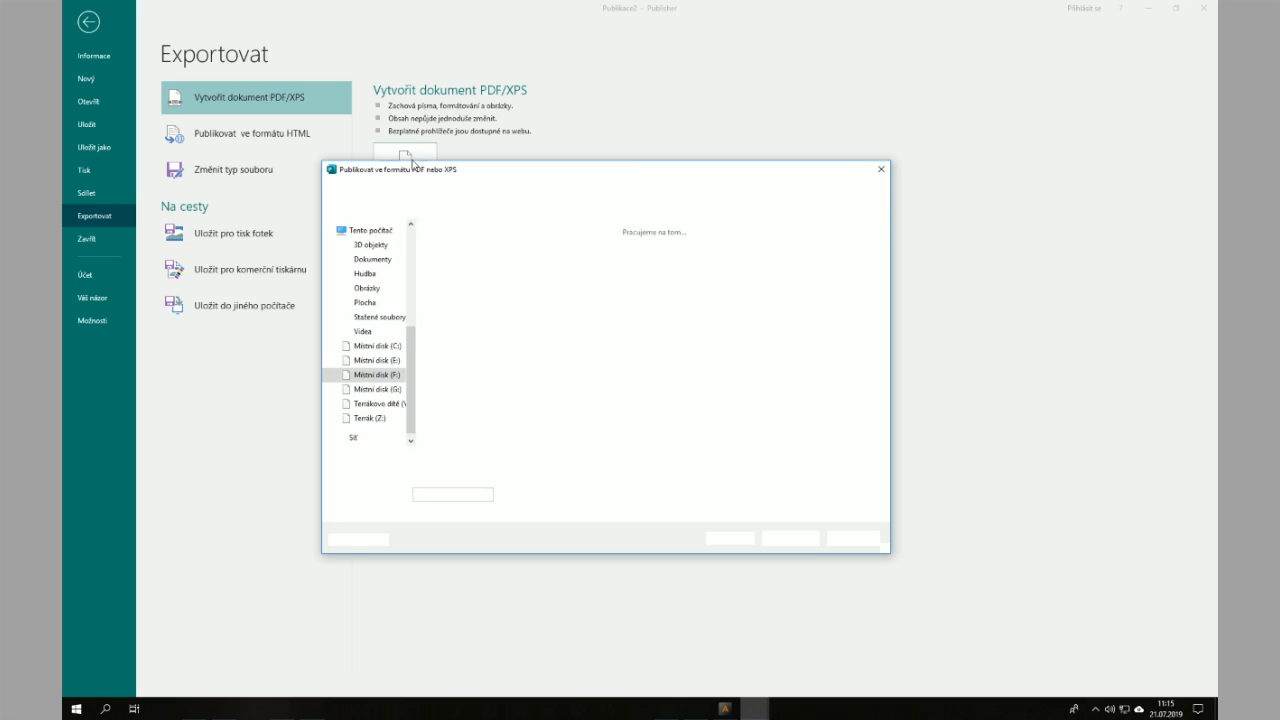 Publikace2 - Publisher
Přihlásit se
?
Informace
Nový
Otevřít
Uložit
Uložit jako
Tisk
Sdílet
Exportovat
Zavřít
Účet
Váš názor
Možnosti
Exportovat
Vytvořit dokument PDF/XPS
Publikovat ve formátu HTML
Změnit typ souboru
Na cesty
Uložit pro tisk fotek
Uložit pro komerční tiskárnu
Uložit do jiného počítače
Vytvořit dokument PDF/XPS
Zachová písma, formátování a obrázky.
Obsah nepůjde jednoduše změnit.
Bezplatné prohlížeče jsou dostupné na webu.
Publikovat ve formátu PDF nebo XPS
Tento počítač
3D objekty
Dokumenty
Hudba
Obrázky
Plocha
Stažené soubory
Videa
Místní disk (C:)
Místní disk (E:)
Místní disk (F:)
Místní disk (G:)
Terrákovo dítě (
Terrák (Z:)
Síť
Pracujeme na tom...
11:15
21.07.2019